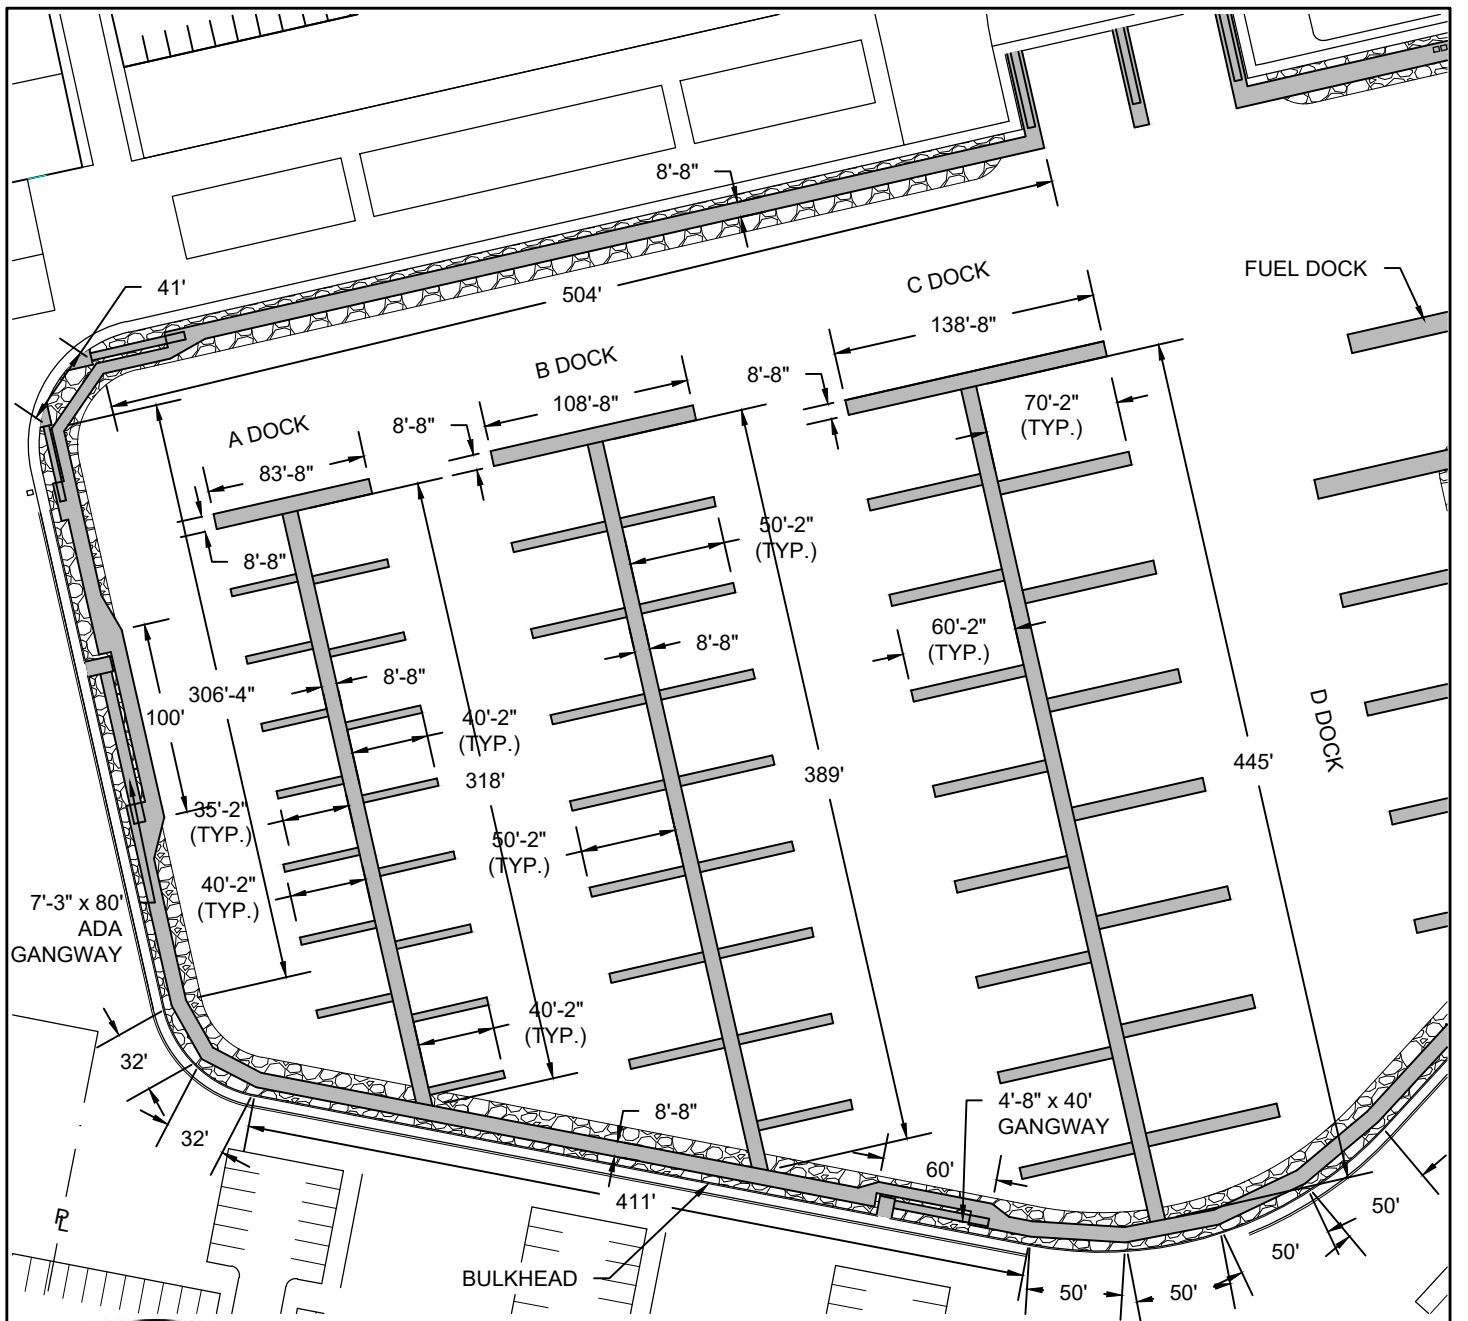 8'-8"
41'
504'
C DOCK
FUEL DOCK
138'-8"
B DOCK
8'-8"
108'-8"
70'-2"
(TYP.)
A DOCK
8'-8"
83'-8"
50'-2"
(TYP.)
8'-8"
60'-2"
(TYP.)
8'-8"
8'-8"
306'-4"
100'
40'-2"
(TYP.)
D DOCK
318'
389'
445'
35'-2"
(TYP.)
50'-2"
(TYP.)
40'-2"
(TYP.)
7'-3" x 80'
ADA
GANGWAY
40'-2"
(TYP.)
32'
8'-8"
4'-8" x 40'
GANGWAY
32'
60'
411'
50'
PL
50'
BULKHEAD
50'
50'